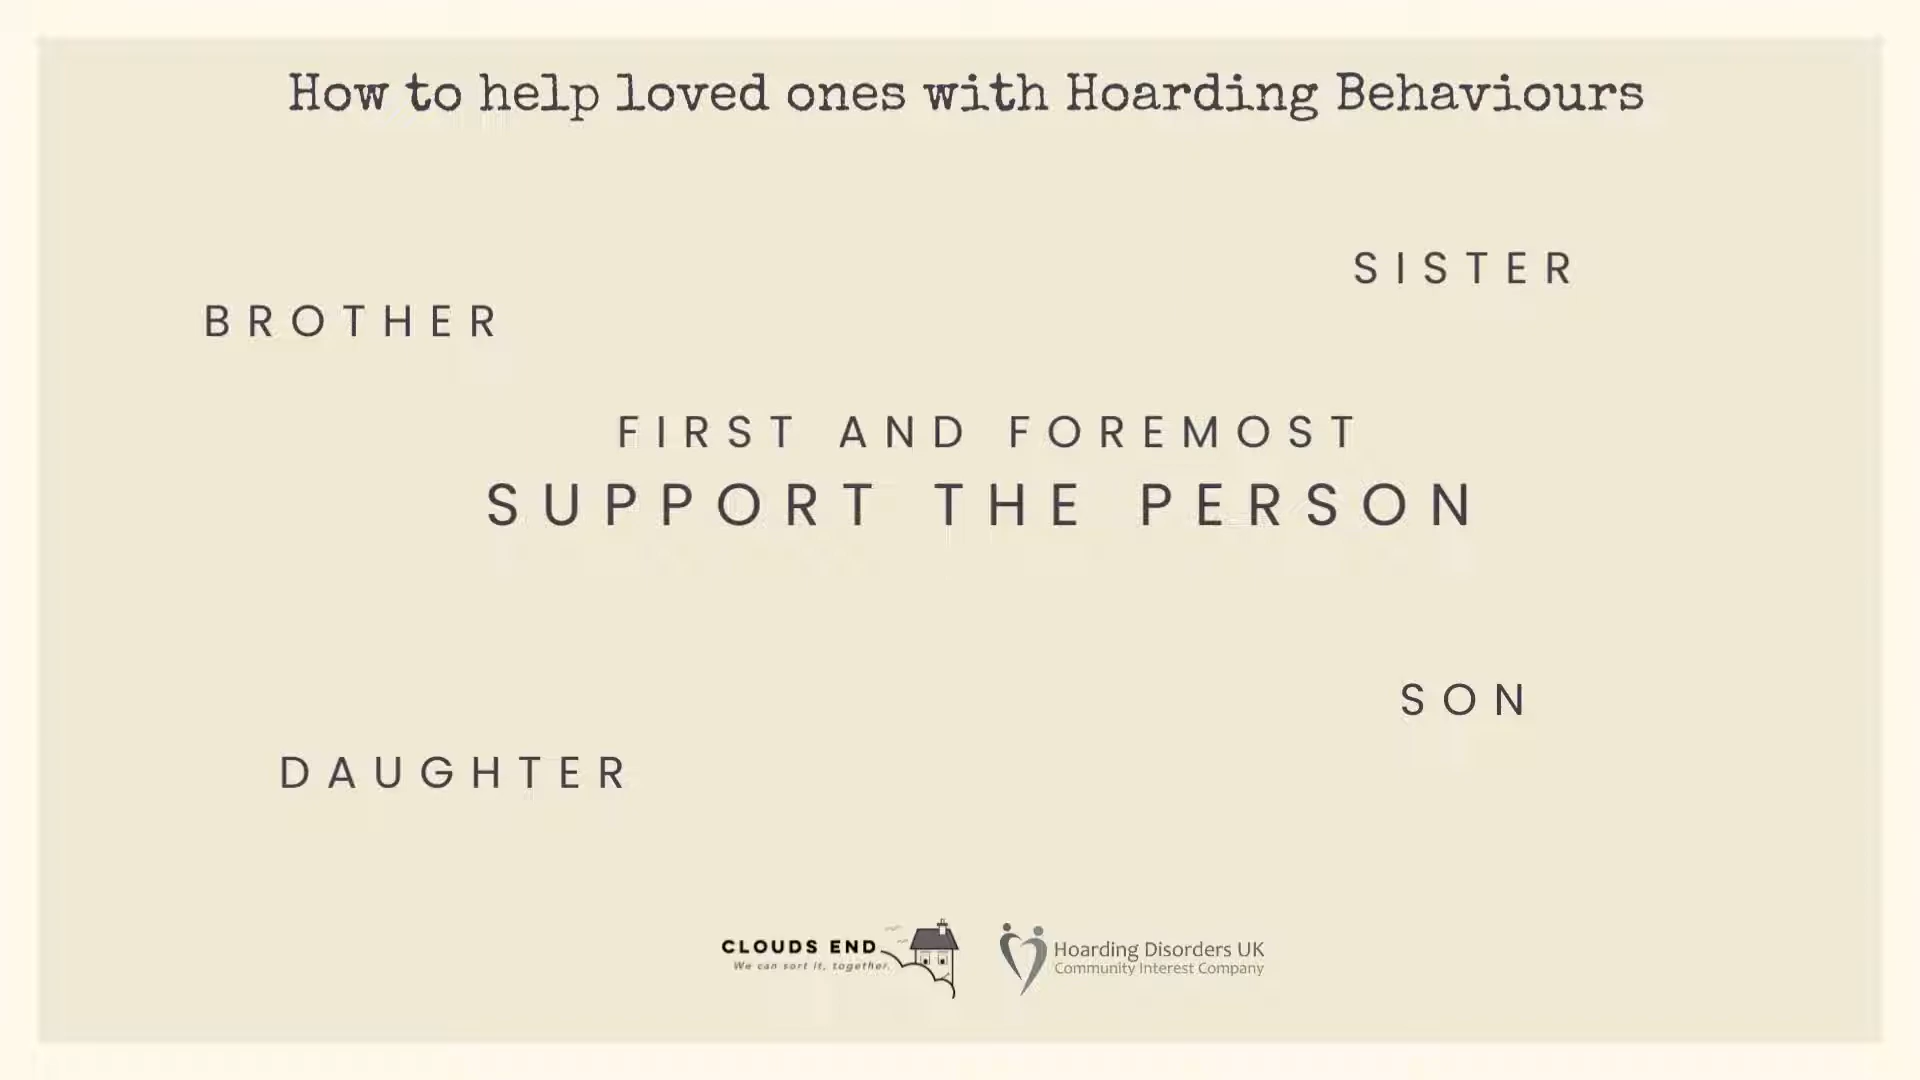 How to help loved ones with Hoarding Behaviours
SISTER
BROTHER
FIRST AND FOREMOST
SUPPORT THE PERSON
SON
DAUGHTER
CLOUDS END
We can sort it, together.
Hoarding Disorders UK
Community Interest Company